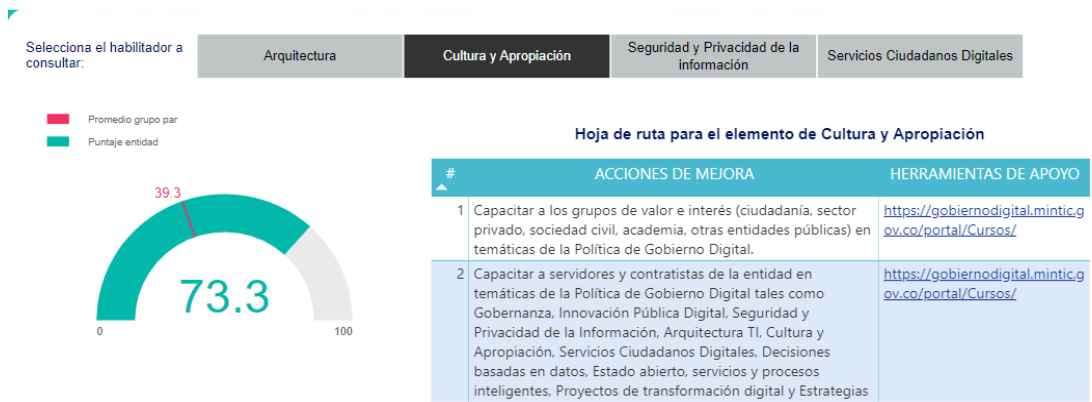 Selecciona el habilitador a
consultar:
Arquitectura
Cultura y Apropiación
Seguridad y Privacidad de la
información
Servicios Ciudadanos Digitales
Promedio grupo par
Puntaje entidad
39.3
73.3
0
100
Hoja de ruta para el elemento de Cultura y Apropiación
# ACCIONES DE MEJORA HERRAMIENTAS DE APOYO
1 Capacitar a los grupos de valor e interés (ciudadanía, sector https://gobiernodigital.mintic.g
privado, sociedad civil, academia, otras entidades públicas) en ov.co/portal/Cursos/
temáticas de la Política de Gobierno Digital.
2 Capacitar a servidores y contratistas de la entidad en https://gobiernodigital.mintic.g
temáticas de la Política de Gobierno Digital tales como ov.co/portal/Cursos/
Gobernanza, Innovación Pública Digital, Seguridad y
Privacidad de la Información, Arquitectura TI, Cultura y
Apropiación, Servicios Ciudadanos Digitales, Decisiones
basadas en datos, Estado abierto, servicios y procesos
inteligentes, Proyectos de transformación digital y Estrategias